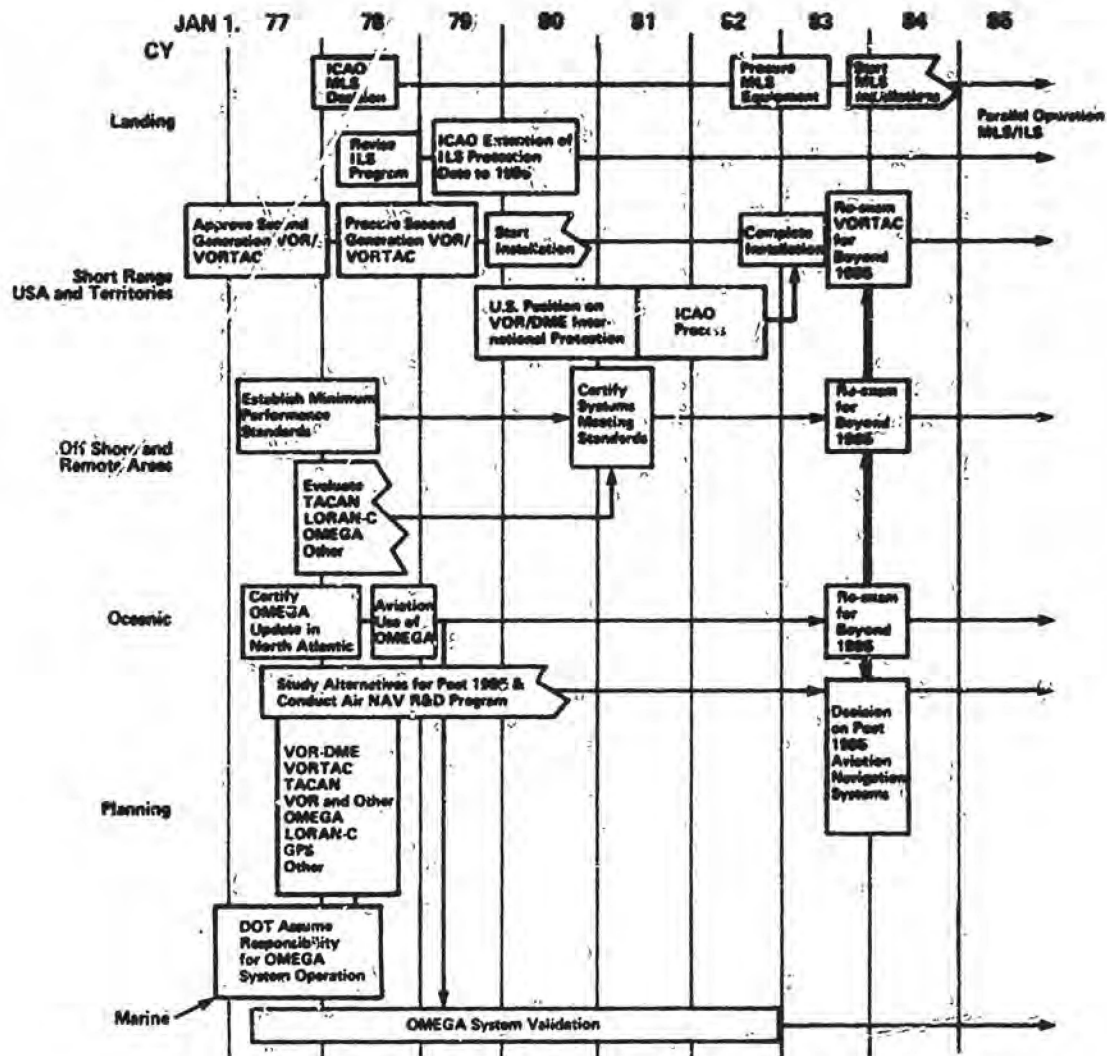 JAN 1. 77 78 79 80 81 82 83 84 85
CY
Landing
ICAO
MLS
Decision
Procure
MLS
Equipment
Start
MLS
Installations
Parallel Operation
MLS/ILS
Revise
ILS
Program
ICAO Extention of
ILS Protection
Date to 1995
Short Range
USA and Territories
Approve Second
Generation VOR/
VORTAC
Procure Second
Generation VOR/
VORTAC
Start
Installation
Complete
Installation
Re-exam
VORTAC
for
Beyond
1985
U.S. Position on
VOR/DME Inter-
national Protection
ICAO
Process
Off Shore and
Remote Areas
Establish Minimum
Performance
Standards
Certify
Systems
Meeting
Standards
Re-exam
for
Beyond
1985
Evaluate
TACAN
LORAN-C
OMEGA
Other
Oceanic
Certify
OMEGA
Update in
North Atlantic
Aviation
Use of
OMEGA
Re-exam
for
Beyond
1985
Planning
Study Alternatives for Post 1985 &
Conduct Air NAV R&D Program
Decision
on Post
1985
Aviation
Navigation
Systems
VOR-DME
VORTAC
TACAN
VOR and Other
OMEGA
LORAN-C
GPS
Other
DOT Assume
Responsibility
for OMEGA
System Operation
Marine
OMEGA System Validation